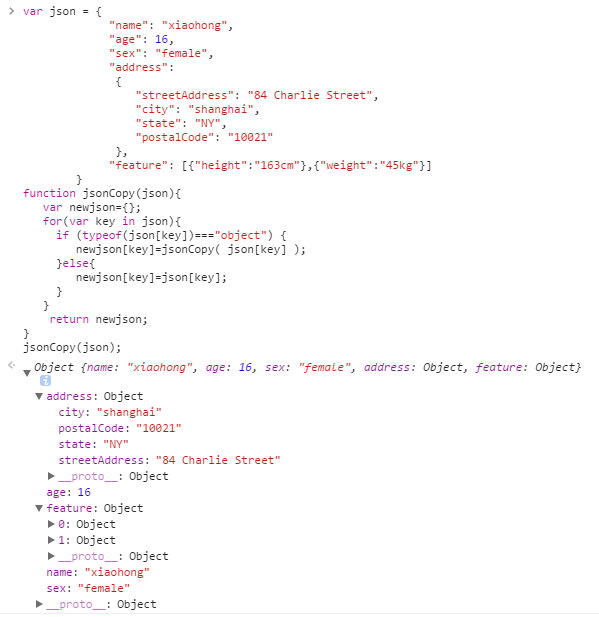 var json = {
"name": "xiaohong",
"age": 16,
"sex": "female",
"address":
{
"streetAddress": "84 Charlie Street",
"city": "shanghai",
"state": "NY",
"postalCode": "10021"
},
"feature": [{"height":"163cm"},{"weight":"45kg"}]
}
function jsonCopy(json){
var newjson={};
for(var key in json){
if (typeof(json[key])==="object") {
newjson[key]=jsonCopy( json[key] );
}else{
newjson[key]=json[key];
}
}
return newjson;
}
jsonCopy(json);
Object {name: "xiaohong", age: 16, sex: "female", address: Object, feature: Object}
i
address: Object
city: "shanghai"
postalCode: "10021"
state: "NY"
streetAddress: "84 Charlie Street"
__proto__: Object
age: 16
feature: Object
0: Object
1: Object
__proto__: Object
name: "xiaohong"
sex: "female"
__proto__: Object